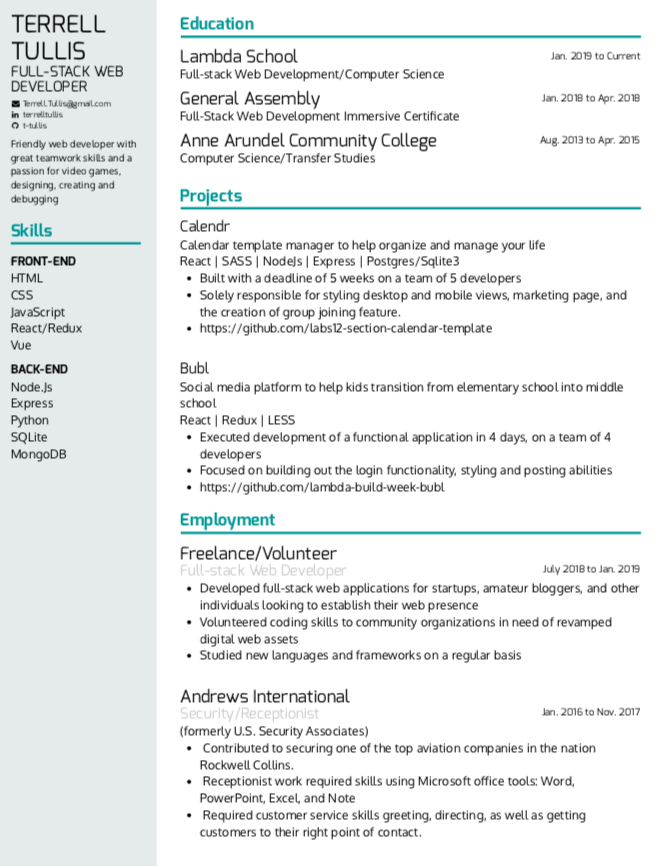 TERRELL
TULLIS
FULL-STACK WEB
DEVELOPER
Terrell.Tullis@gmail.com
terrelltullis
t-tullis
Friendly web developer with
great teamwork skills and a
passion for video games,
designing, creating and
debugging
Skills
FRONT-END
HTML
CSS
JavaScript
React/Redux
Vue
BACK-END
Node.Js
Express
Python
SQLite
MongoDB
Education
Lambda School
Jan. 2019 to Current
Full-stack Web Development/Computer Science
General Assembly
Jan. 2018 to Apr. 2018
Full-Stack Web Development Immersive Certificate
Anne Arundel Community College
Aug. 2013 to Apr. 2015
Computer Science/Transfer Studies
Projects
Calendr
Calendar template manager to help organize and manage your life
React | SASS | NodeJs | Express | Postgres/Sqlite3
• Built with a deadline of 5 weeks on a team of 5 developers
• Solely responsible for styling desktop and mobile views, marketing page, and
the creation of group joining feature.
• https://github.com/labs12-section-calendar-template
Bubl
Social media platform to help kids transition from elementary school into middle
school
React | Redux | LESS
• Executed development of a functional application in 4 days, on a team of 4
developers
• Focused on building out the login functionality, styling and posting abilities
• https://github.com/lambda-build-week-bubl
Employment
Freelance/Volunteer
Full-stack Web Developer
July 2018 to Jan. 2019
• Developed full-stack web applications for startups, amateur bloggers, and other
individuals looking to establish their web presence
• Volunteered coding skills to community organizations in need of revamped
digital web assets
• Studied new languages and frameworks on a regular basis
Andrews International
Security/Receptionist
Jan. 2016 to Nov. 2017
(formerly U.S. Security Associates)
• Contributed to securing one of the top aviation companies in the nation
Rockwell Collins.
• Receptionist work required skills using Microsoft office tools: Word,
PowerPoint, Excel, and Note
• Required customer service skills greeting, directing, as well as getting
customers to their right point of contact.